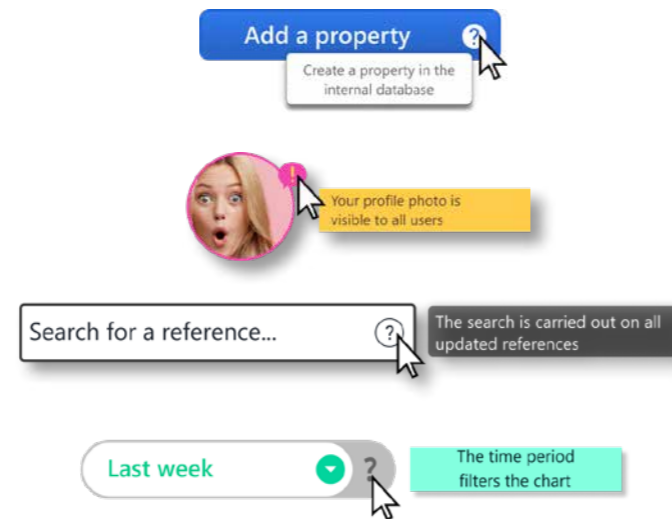 Add a property ?
Create a property in the
internal database
!
Your profile photo is
visible to all users
Search for a reference... ?
The search is carried out on all
updated references
Last week ?
The time period
filters the chart